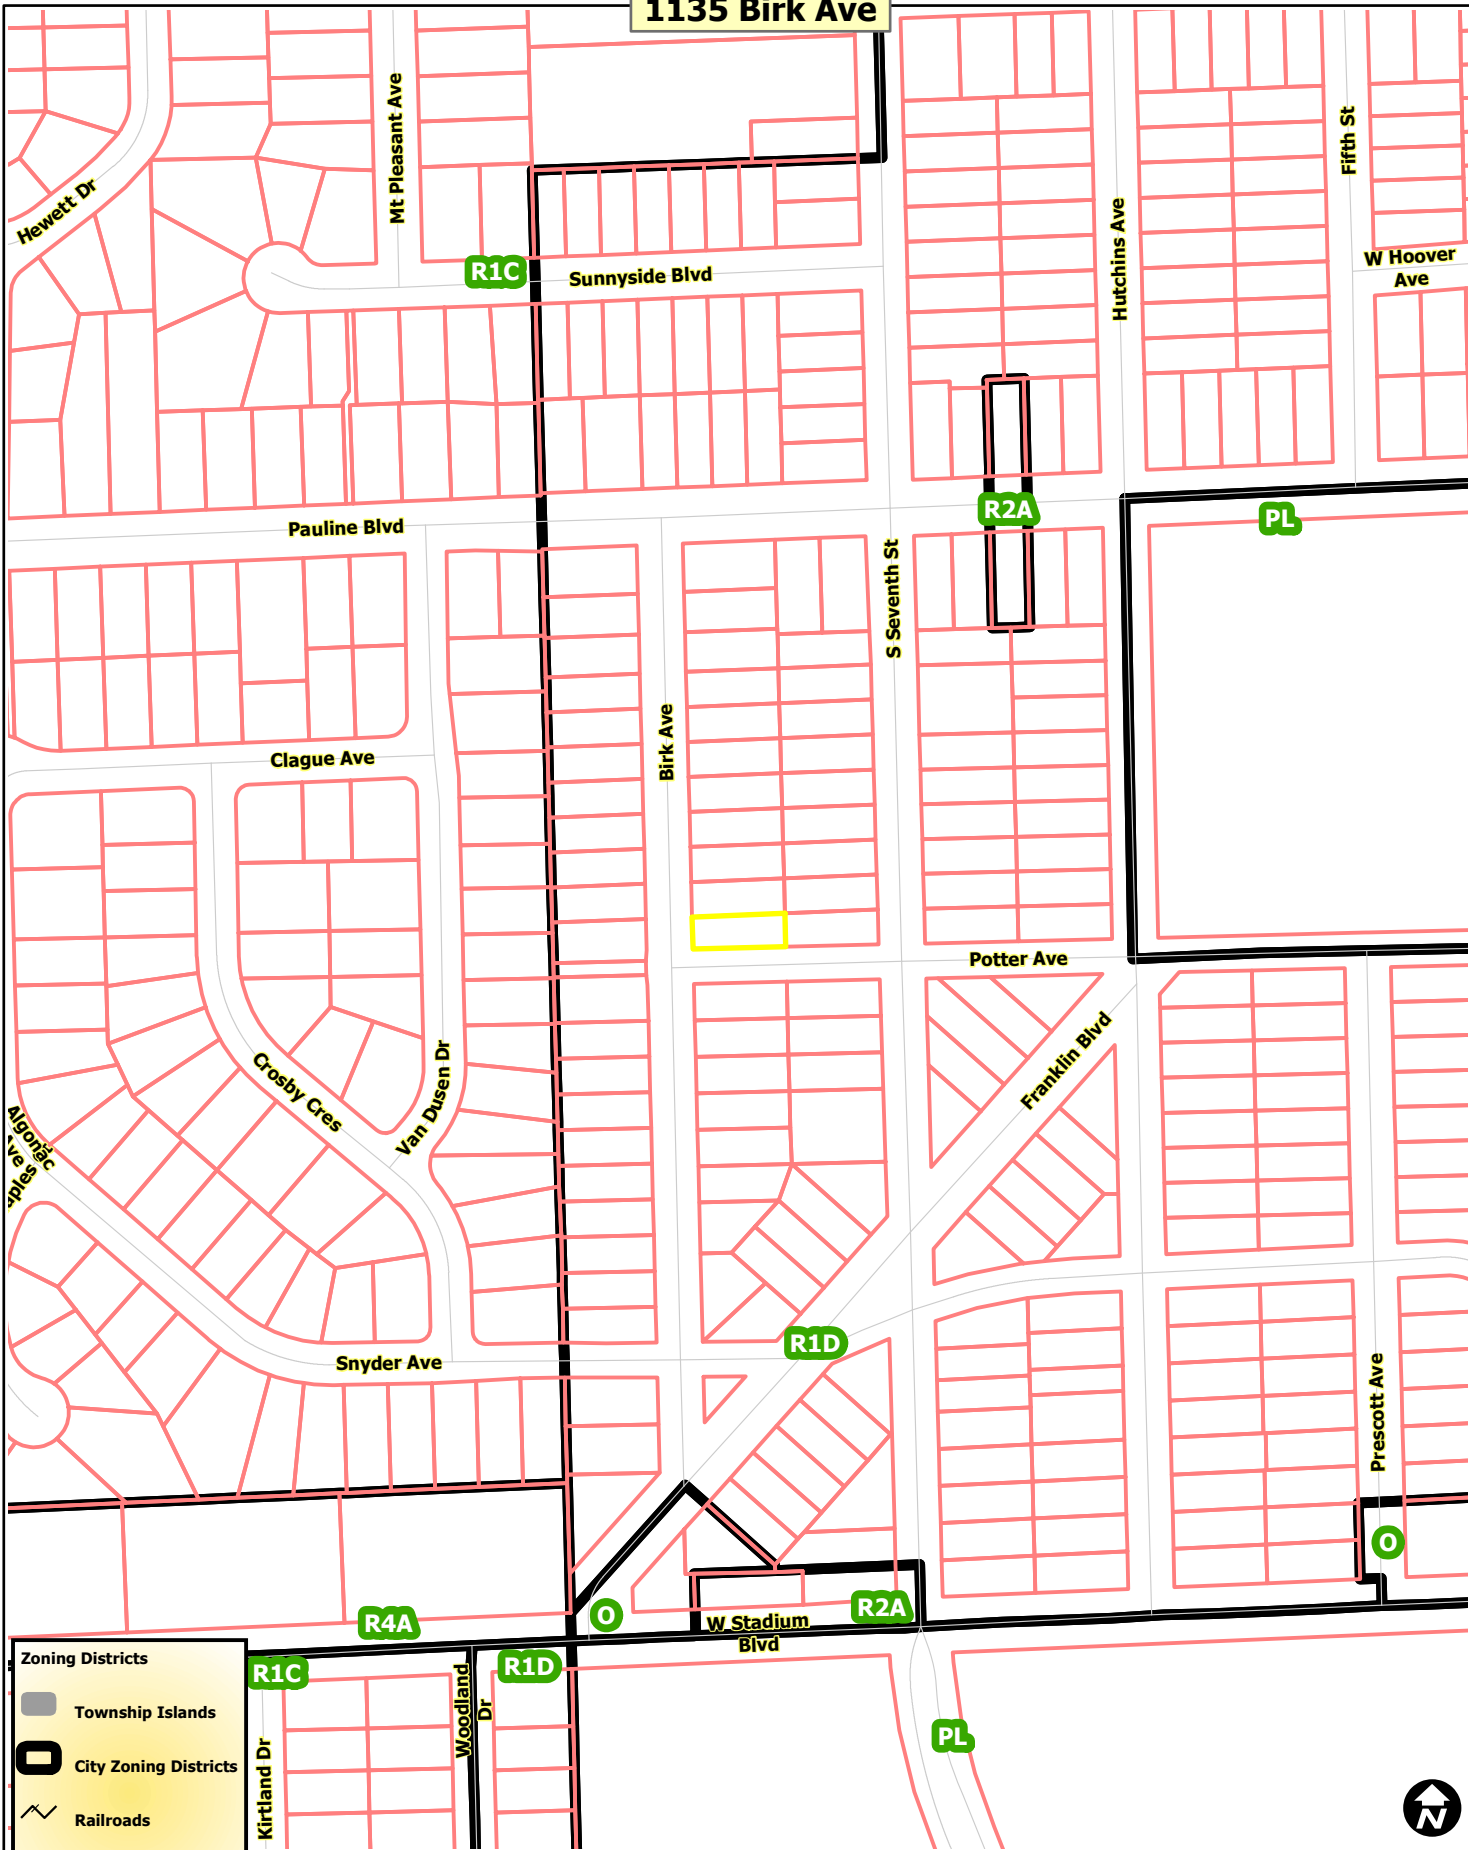 1135 Birk Ave
Mt Pleasant Ave
Hewett Dr
Fifth St
Hutchins Ave
W Hoover
Ave
R1C
Sunnyside Blvd
R2A
PL
Pauline Blvd
S Seventh St
Birk Ave
Clague Ave
Potter Ave
Franklin Blvd
Crosby Cres
Van Dusen Dr
Algonac
Ave
R1D
Snyder Ave
Prescott Ave
O
R4A
O
R2A
W Stadium
Blvd
R1C
R1D
Woodland
Dr
Kirtland Dr
PL
Zoning Districts
Township Islands
City Zoning Districts
Railroads
N